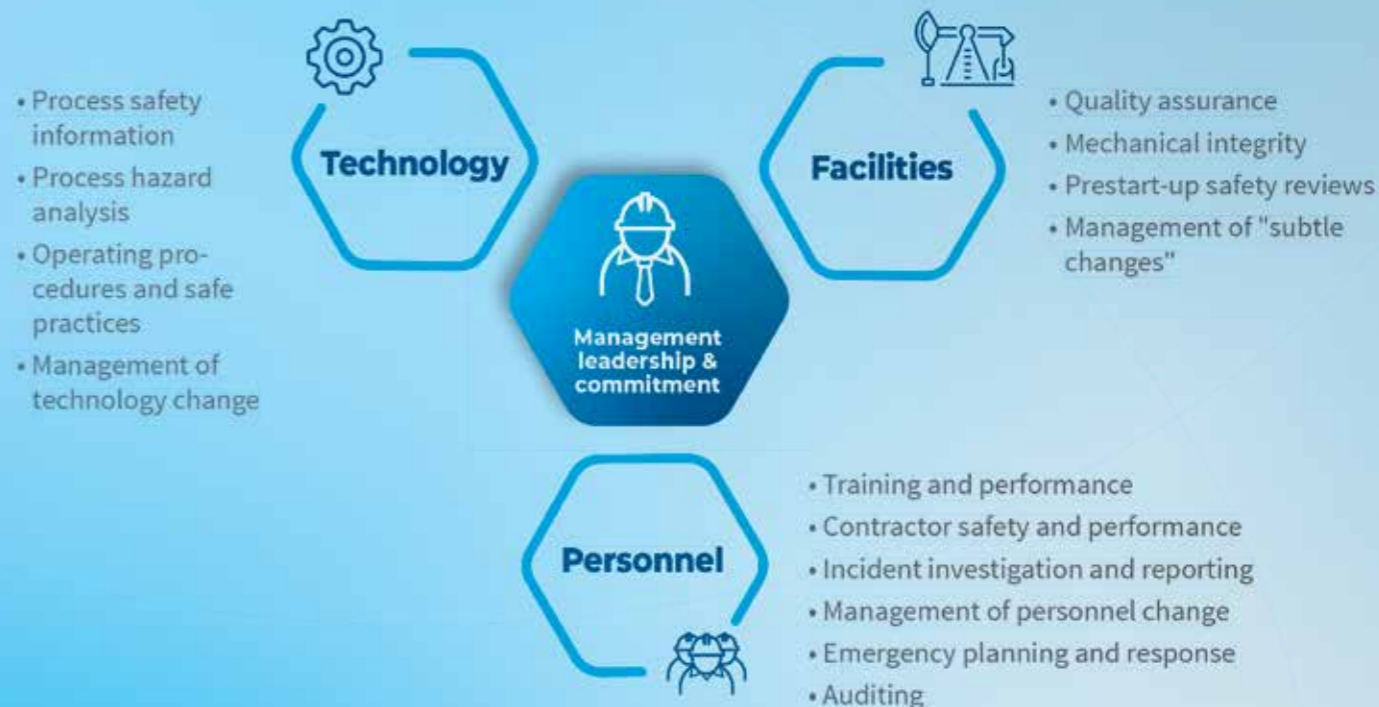 Technology
• Process safety
information
• Process hazard
analysis
• Operating pro-
cedures and safe
practices
• Management of
technology change
Management
leadership &
commitment
Facilities
• Quality assurance
• Mechanical integrity
• Prestart-up safety reviews
• Management of "subtle
changes"
Personnel
• Training and performance
• Contractor safety and performance
• Incident investigation and reporting
• Management of personnel change
• Emergency planning and response
• Auditing